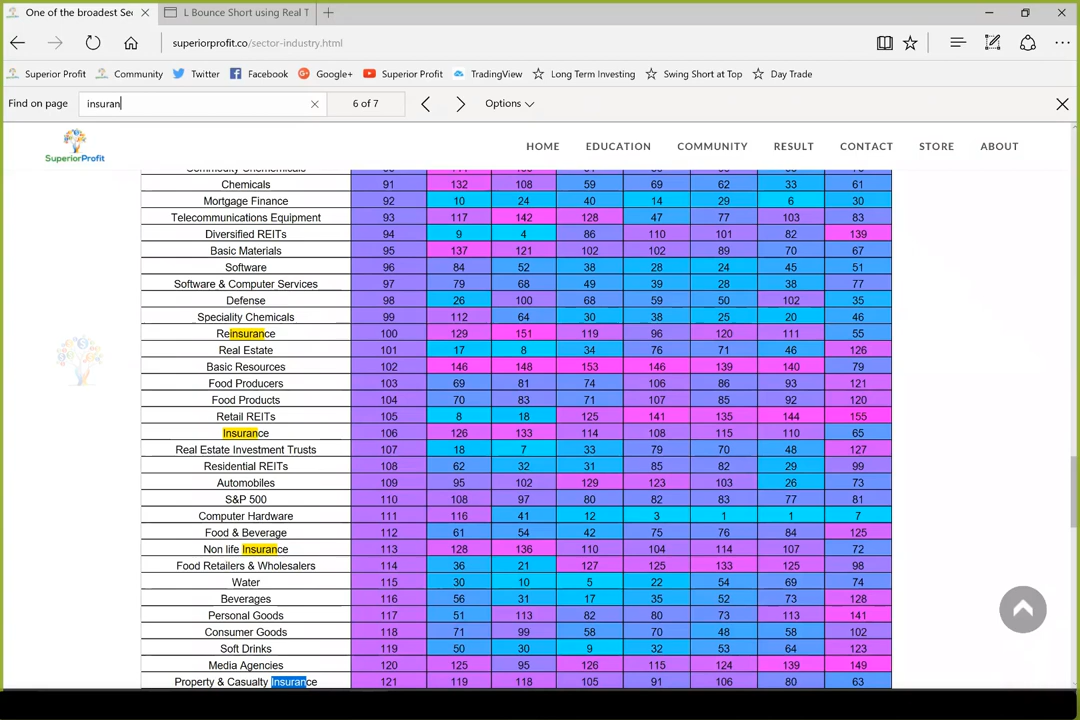 One of the broadest Sec
L Bounce Short using Real T
superiorprofit.co/sector-industry.html
Superior Profit Community Twitter Facebook Google+ Superior Profit TradingView Long Term Investing Swing Short at Top Day Trade
Find on page insuran 6 of 7 Options
SuperiorProfit
HOME EDUCATION COMMUNITY RESULT CONTACT STORE ABOUT
Chemicals 91 132 108 59 69 62 33 61
Mortgage Finance 92 10 24 40 14 29 6 30
Telecommunications Equipment 93 117 142 128 47 77 103 83
Diversified REITs 94 9 4 86 110 101 82 139
Basic Materials 95 137 121 102 102 89 70 67
Software 96 84 52 38 28 24 45 51
Software & Computer Services 97 79 68 49 39 28 38 77
Defense 98 26 100 68 59 50 102 35
Speciality Chemicals 99 112 64 30 38 25 20 46
Reinsurance 100 129 151 119 96 120 111 55
Real Estate 101 17 8 34 76 71 46 126
Basic Resources 102 146 148 153 146 139 140 79
Food Producers 103 69 81 74 106 86 93 121
Food Products 104 70 83 71 107 85 92 120
Retail REITs 105 8 18 125 141 135 144 155
Insurance 106 126 133 114 108 115 110 65
Real Estate Investment Trusts 107 18 7 33 79 70 48 127
Residential REITs 108 62 32 31 85 82 29 99
Automobiles 109 95 102 129 123 103 26 73
S&P 500 110 108 97 80 82 83 77 81
Computer Hardware 111 116 41 12 3 1 1 7
Food & Beverage 112 61 54 42 75 76 84 125
Non life Insurance 113 128 136 110 104 114 107 72
Food Retailers & Wholesalers 114 36 21 127 125 133 125 98
Water 115 30 10 5 22 54 69 74
Beverages 116 56 31 17 35 52 73 128
Personal Goods 117 51 113 82 80 73 113 141
Consumer Goods 118 71 99 58 70 48 58 102
Soft Drinks 119 50 30 9 32 53 64 123
Media Agencies 120 125 95 126 115 124 139 149
Property & Casualty Insurance 121 119 118 105 91 106 80 63